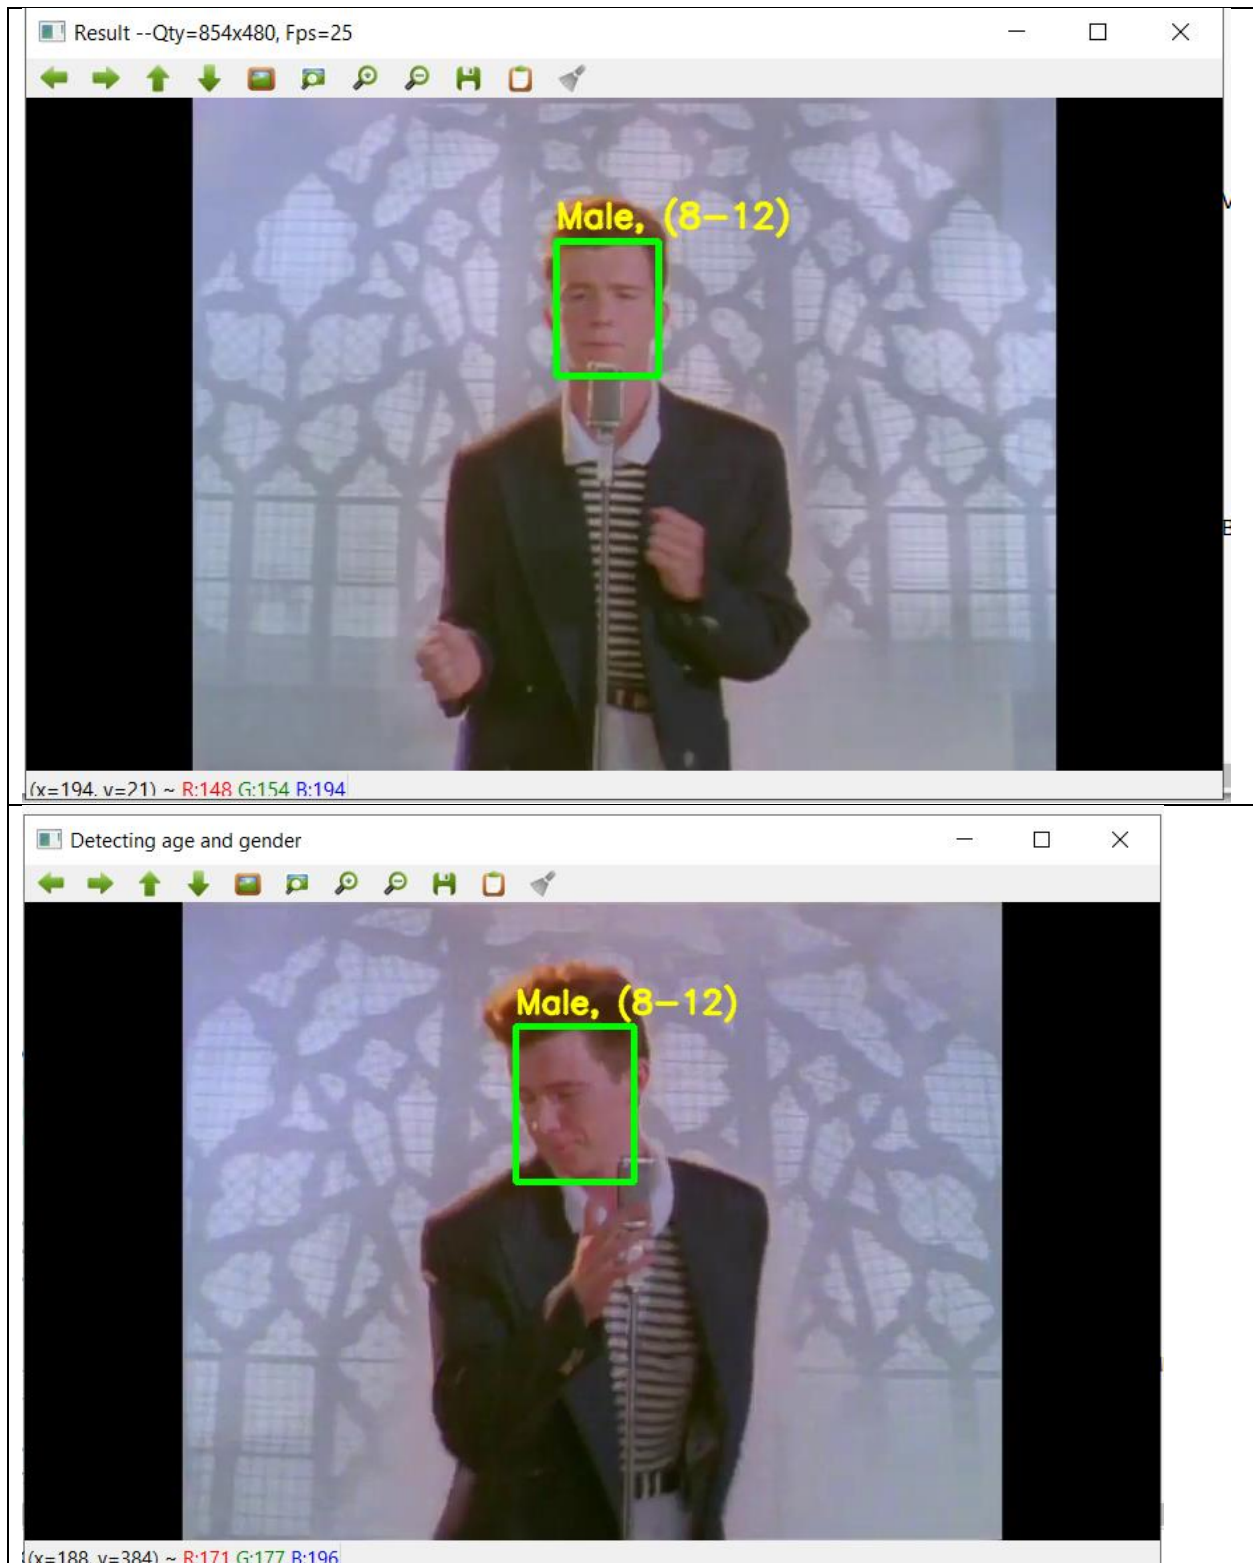 Result --Qty=854x480, Fps=25
Male, (8-12)
(x=194, y=21) ~ R:148 G:154 B:194
Detecting age and gender
Male, (8-12)
(x=188, y=384) ~ R:171 G:177 B:196